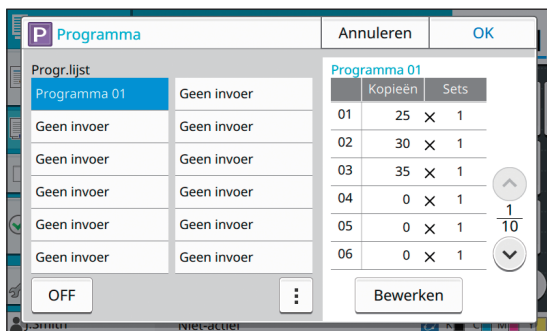 P Programma
Annuleren
OK
Progr.lijst
Programma 01 Geen invoer
Geen invoer Geen invoer
Geen invoer Geen invoer
Geen invoer Geen invoer
Geen invoer Geen invoer
Geen invoer Geen invoer
OFF
Programma 01
Kopieën Sets
01 25 × 1
02 30 × 1
03 35 × 1
04 0 × 1
05 0 × 1
06 0 × 1
1
10
Bewerken
J.Smith Niet-actief K C M Y